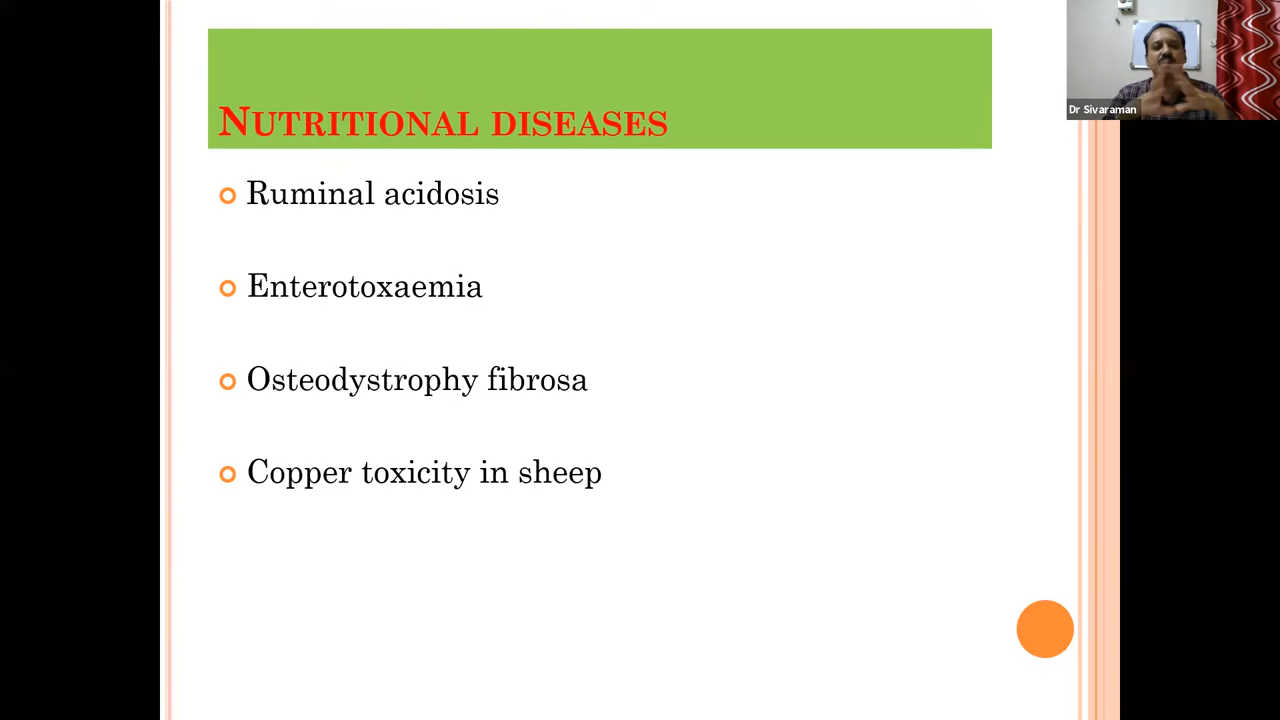 NUTRITIONAL DISEASES
Dr Sivaraman
Ruminal acidosis
Enterotoxaemia
Osteodystrophy fibrosa
Copper toxicity in sheep